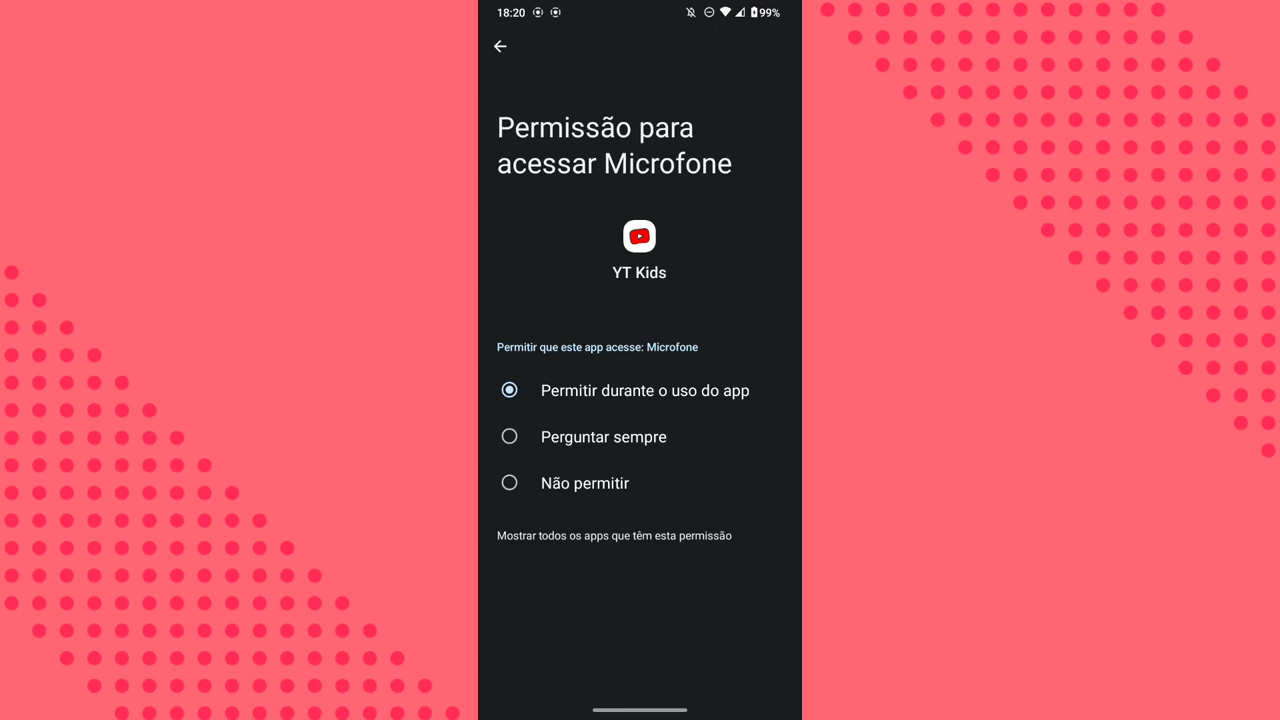 18:20
99%
Permissão para
acessar Microfone
YT Kids
Permitir que este app acesse: Microfone
Permitir durante o uso do app
Perguntar sempre
Não permitir
Mostrar todos os apps que têm esta permissão